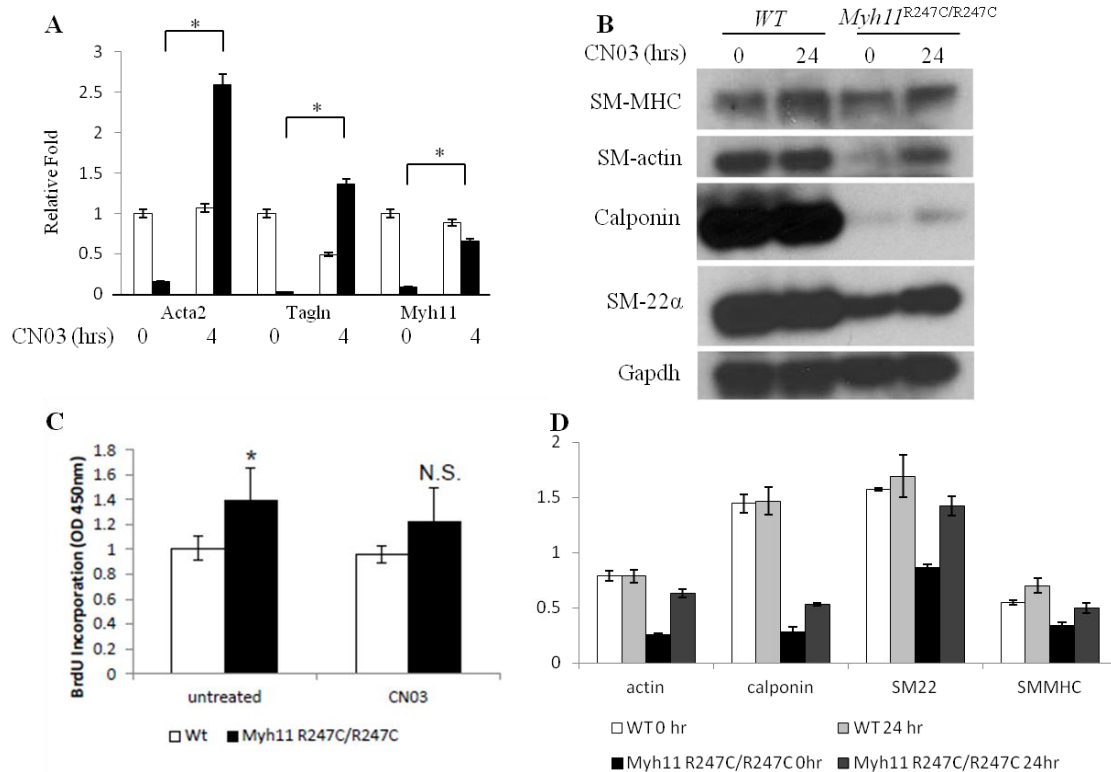 A
*
*
*
3
2.5
2
1.5
1
0.5
0
Relative Fold
Acta2 Tagln Myh11
CN03 (hrs) 0 4 0 4 0 4
B
WT Myh11R247C/R247C
CN03 (hrs) 0 24 0 24
SM-MHC
SM-actin
Calponin
SM-22α
Gapdh
C
1.8
1.6
1.4
1.2
1
0.8
0.6
0.4
0.2
0
BrdU Incorporation (OD 450nm)
*
N.S.
untreated CN03
Wt Myh11 R247C/R247C
D
2
1.5
1
0.5
0
actin calponin SM22 SMMHC
WT 0 hr WT 24 hr
Myh11 R247C/R247C 0hr Myh11 R247C/R247C 24hr